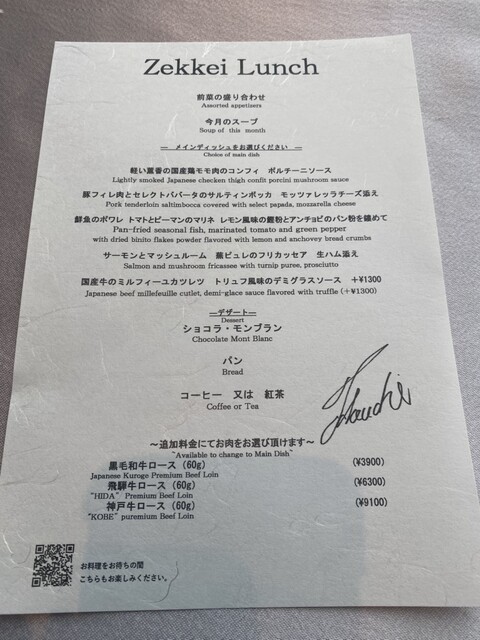 Zekkei Lunch
前菜の盛り合わせ
Assorted appetizers
今月のスープ
Soup of this month
― メインディッシュをお選びください ―
Choice of main dish
軽い薫香の国産鶏モモ肉のコンフィ ポルチーニソース
Lightly smoked Japanese checken thigh confit porcini mushroom sauce
豚フィレ肉とセレクトパパータのサルティンボッカ モッツァレッラチーズ添え
Pork tenderloin saltimbocca covered with select papada, mozzarella cheese
鮮魚のポワレ トマトとピーマンのマリネ レモン風味の鰹粉とアンチョビのパン粉を絡めて
Pan-fried seasonal fish, marinated tomato and green pepper
with dried binito flakes powder flavored with lemon and anchovey bread crumbs
サーモンとマッシュルーム 蕪ピュレのフリカッセア 生ハム添え
Salmon and mushroom fricassee with turnip puree, prosciutto
国産牛のミルフィーユカツレツ トリュフ風味のデミグラスソース +¥1300
Japanese beef millefeuille cutlet, demi-glace sauce flavored with truffle (+¥1300)
―デザート―
Dessert
ショコラ・モンブラン
Chocolate Mont Blanc
パン
Bread
コーヒー 又は 紅茶
Coffee or Tea
～追加料金にてお肉をお選び頂けます～
"Available to change to Main Dish"
黒毛和牛ロース (60g) (¥3900)
Japanese Kuroge Premium Beef Loin
飛騨牛ロース (60g) (¥6300)
"HIDA" Premium Beef Loin
神戸牛ロース (60g) (¥9100)
"KOBE" puremium Beef Loin
お料理をお待ちの間
こちらもお楽しみください。